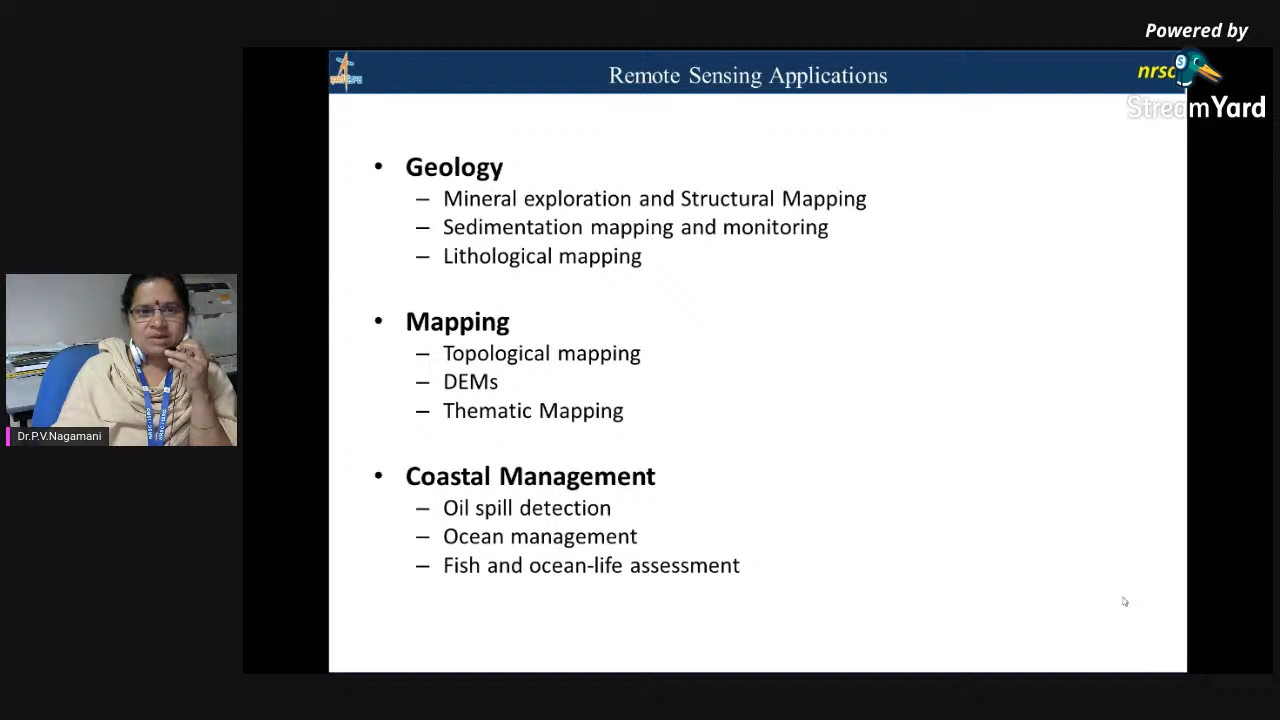 Powered by
StreamYard
Remote Sensing Applications
nrsc
• Geology
– Mineral exploration and Structural Mapping
– Sedimentation mapping and monitoring
– Lithological mapping
• Mapping
– Topological mapping
– DEMs
– Thematic Mapping
• Coastal Management
– Oil spill detection
– Ocean management
– Fish and ocean-life assessment
Dr.P.V.Nagamani